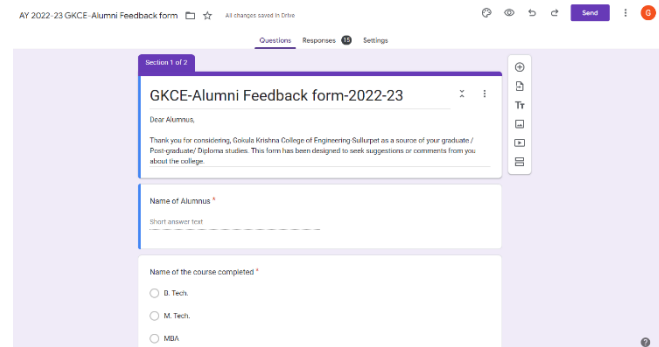 AY 2022-23 GKCE-Alumni Feedback form
All changes saved in Drive
Send
G
Questions
Responses 15
Settings
Section 1 of 2
GKCE-Alumni Feedback form-2022-23
Dear Alumnus,
Thank you for considering, Gokula Krishna College of Engineering-Sullurpet as a source of your graduate /
Post-graduate/ Diploma studies. This form has been designed to seek suggestions or comments from you
about the college.
Tт
Name of Alumnus *
Short answer text
Name of the course completed *
B. Tech.
M. Tech.
MBA
?